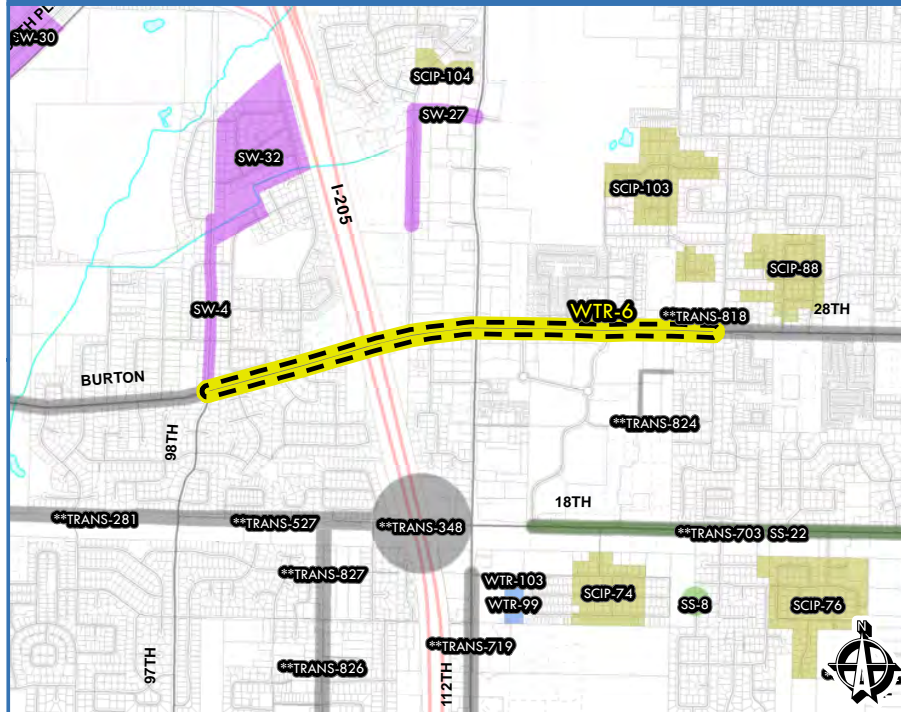 SW-30
SCIP-104
SW-27
SW-32
SCIP-103
I-205
SCIP-88
SW-4
WTR-6
**TRANS-818
28TH
BURTON
98TH
**TRANS-824
18TH
**TRANS-281
**TRANS-527
**TRANS-348
**TRANS-703
SS-22
**TRANS-827
WTR-103
WTR-99
SCIP-74
SS-8
SCIP-76
**TRANS-719
97TH
**TRANS-826
112TH
N